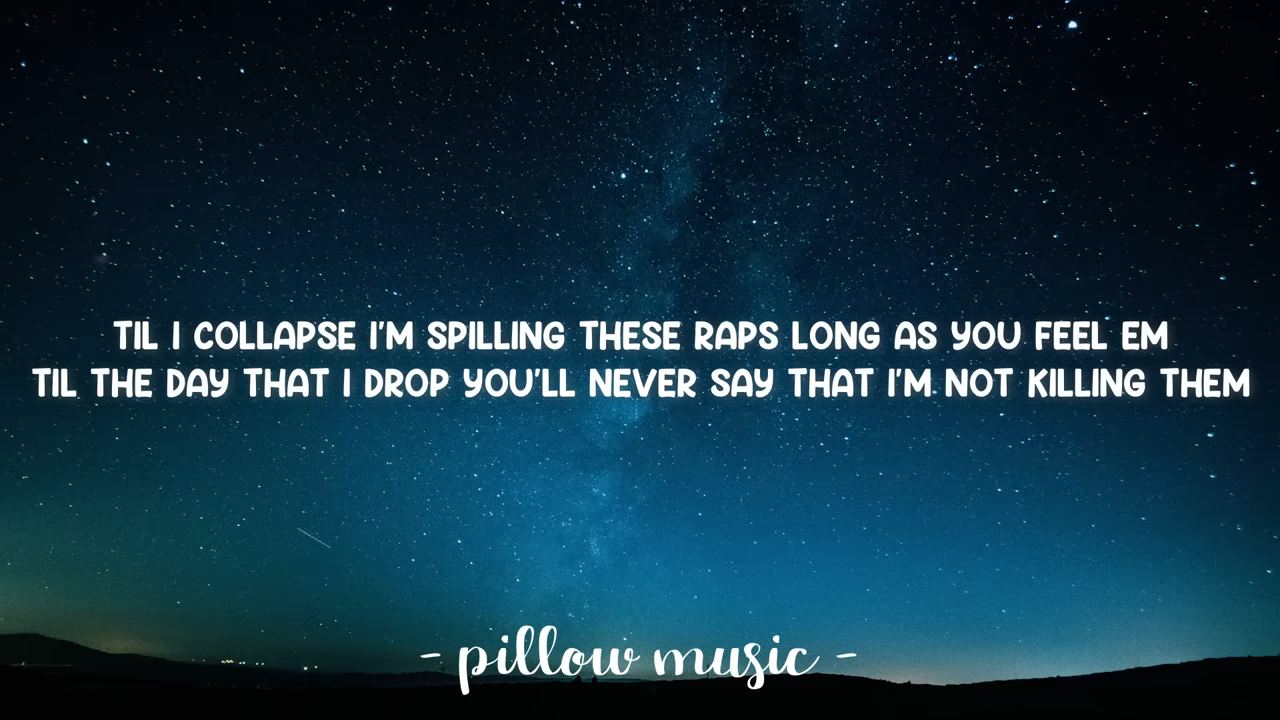 TIL I COLLAPSE I'M SPILLING THESE RAPS LONG AS YOU FEEL EM
TIL THE DAY THAT I DROP YOU'LL NEVER SAY THAT I'M NOT KILLING THEM
- pillow music -